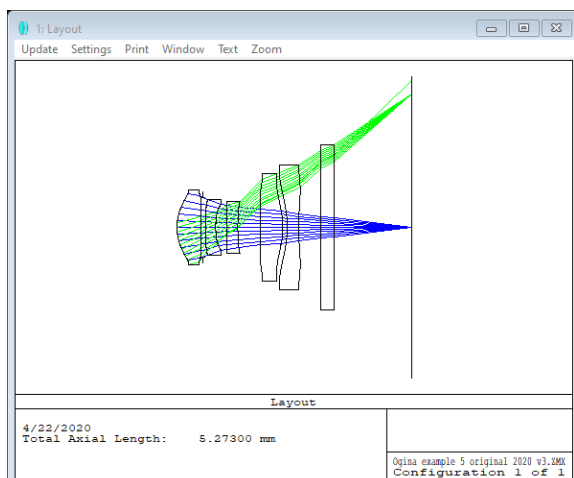 1: Layout
Update Settings Print Window Text Zoom
Layout
4/22/2020
Total Axial Length: 5.27300 mm
Ogina example 5 original 2020 v3.ZMX
Configuration 1 of 1